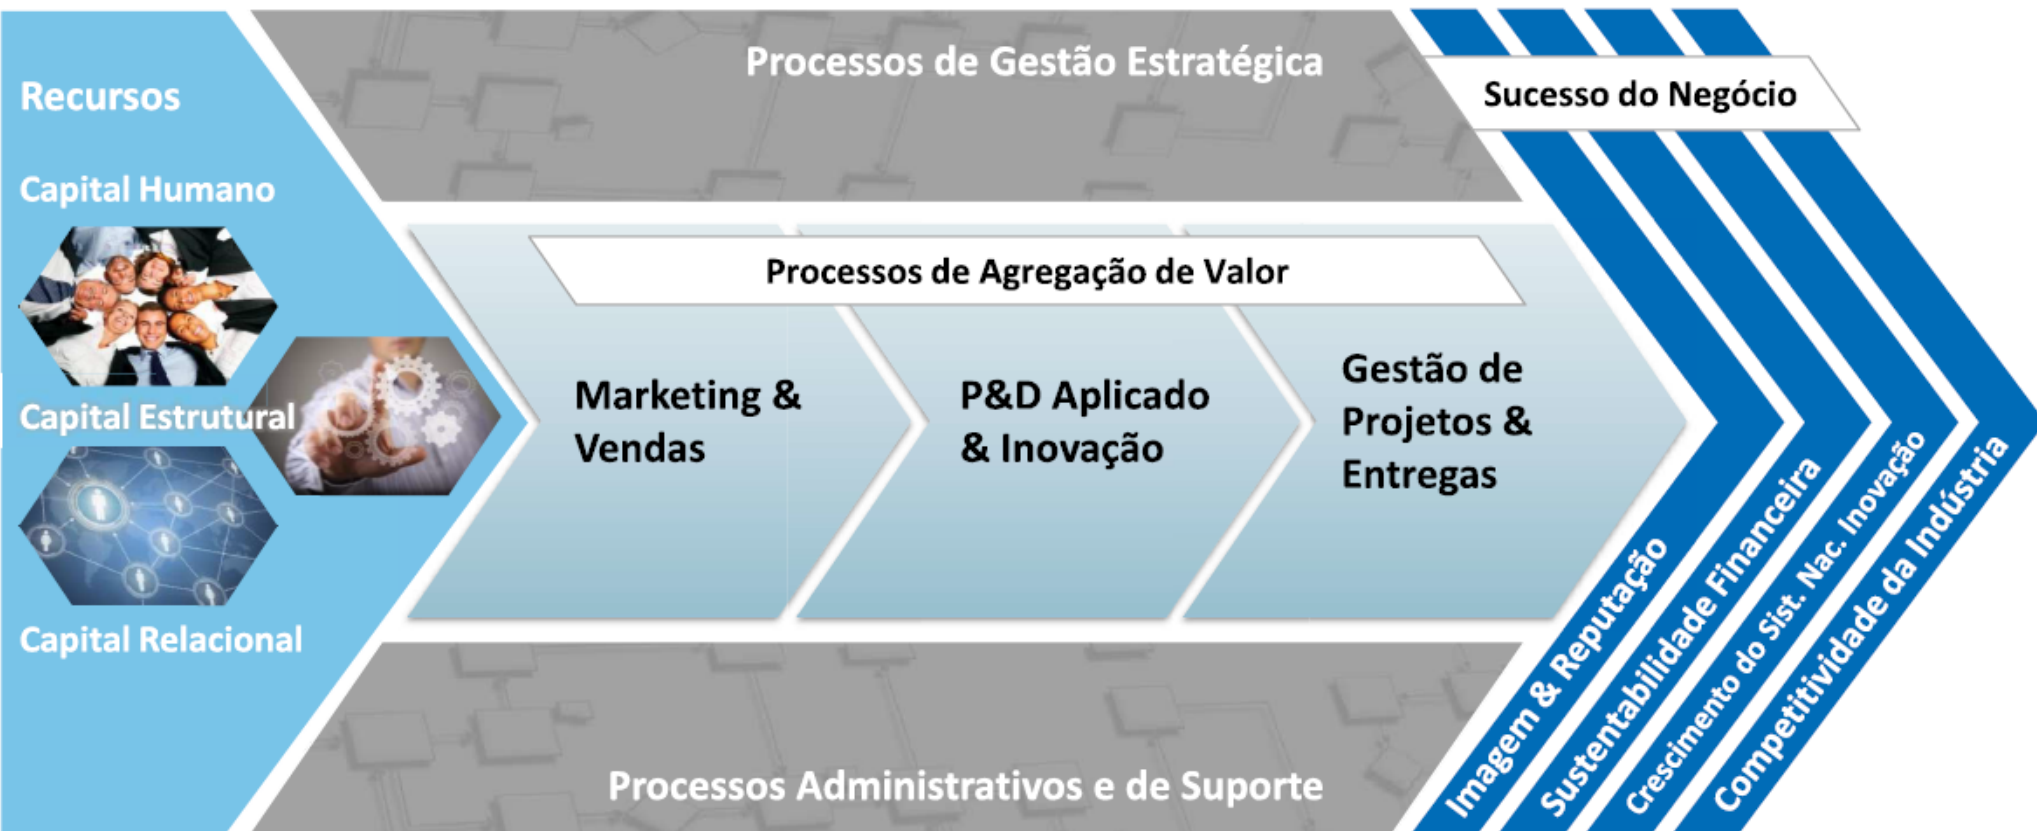 Recursos
Capital Humano
Capital Estrutural
Capital Relacional
Processos de Gestão Estratégica
Processos de Agregação de Valor
Marketing &
Vendas
P&D Aplicado
& Inovação
Gestão de
Projetos &
Entregas
Processos Administrativos e de Suporte
Sucesso do Negócio
Imagem & Reputação
Sustentabilidade Financeira
Crescimento do Sist. Nac. Inovação
Competitividade da Indústria